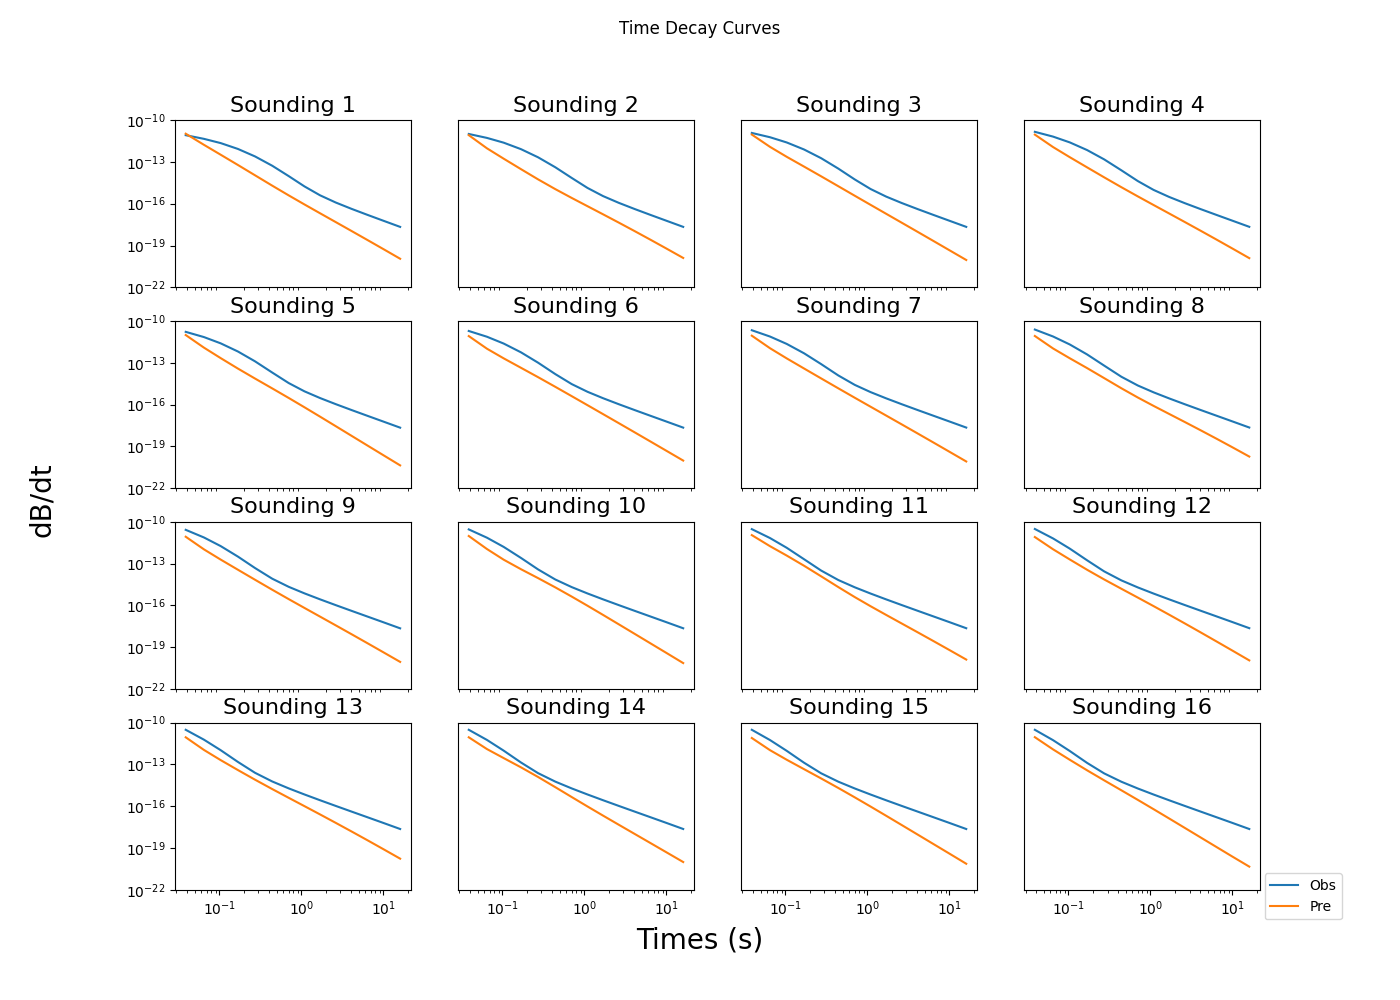 Time Decay Curves
Sounding 1 Sounding 2 Sounding 3 Sounding 4
10^{-10}
10^{-13}
10^{-16}
10^{-19}
10^{-22}
Sounding 5 Sounding 6 Sounding 7 Sounding 8
10^{-10}
10^{-13}
10^{-16}
10^{-19}
10^{-22}
dB/dt
Sounding 9 Sounding 10 Sounding 11 Sounding 12
10^{-10}
10^{-13}
10^{-16}
10^{-19}
10^{-22}
Sounding 13 Sounding 14 Sounding 15 Sounding 16
10^{-10}
10^{-13}
10^{-16}
10^{-19}
10^{-22}
10^{-1} 10^{0} 10^{1} 10^{-1} 10^{0} 10^{1} 10^{-1} 10^{0} 10^{1} 10^{-1} 10^{0} 10^{1}
Obs
Pre
Times (s)